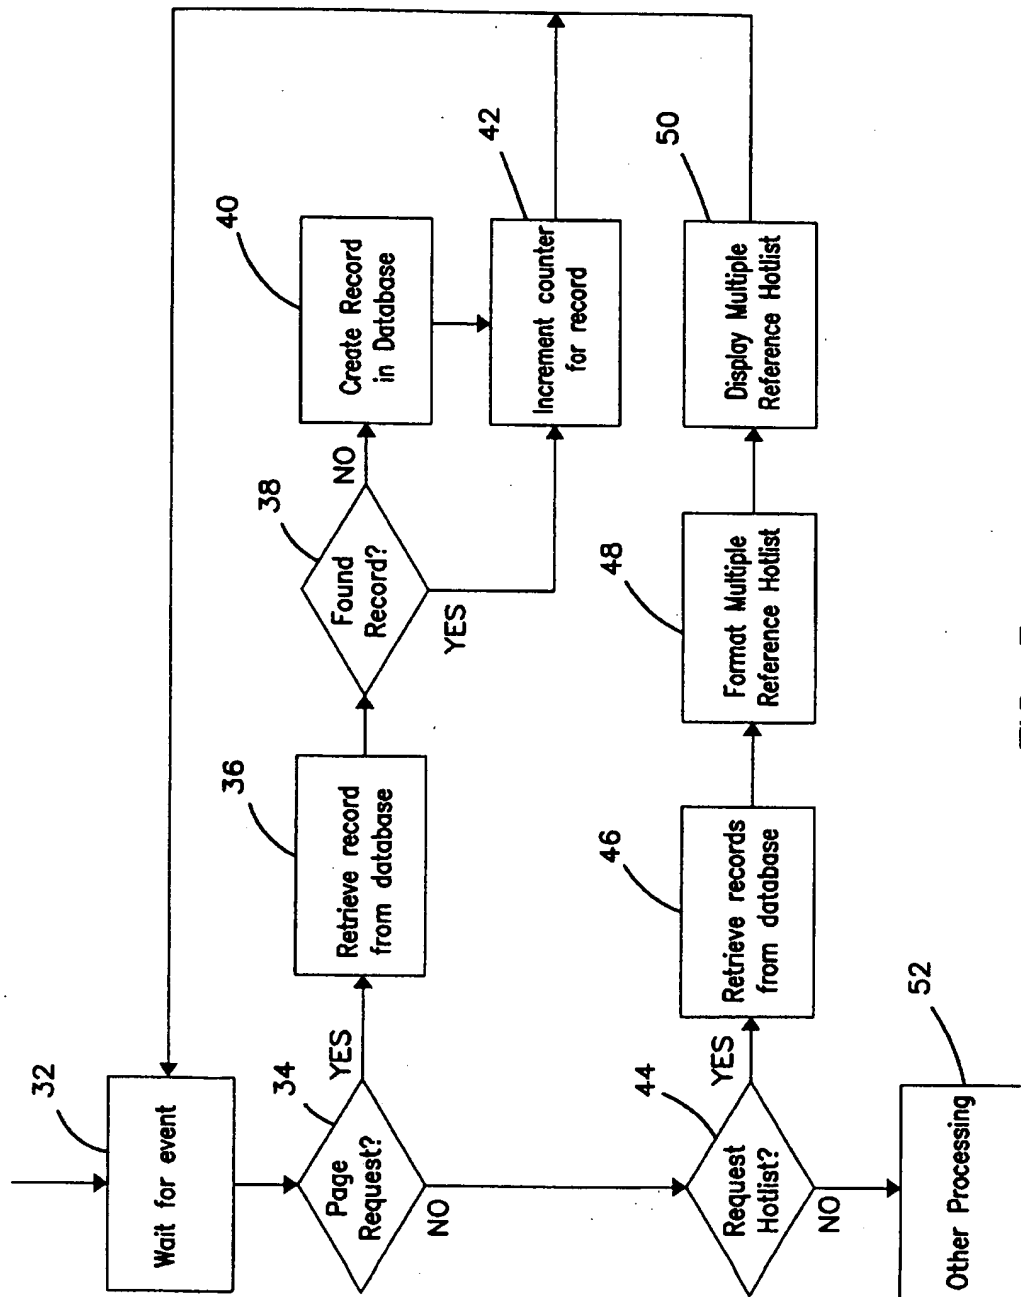 32
Wait for event
34
Page
Request?
YES
NO
36
Retrieve record
from database
38
Found
Record?
NO
YES
40
Create Record
in Database
42
Increment counter
for record
44
Request
Hotlist?
YES
NO
46
Retrieve records
from database
48
Format Multiple
Reference Hotlist
50
Display Multiple
Reference Hotlist
52
Other Processing